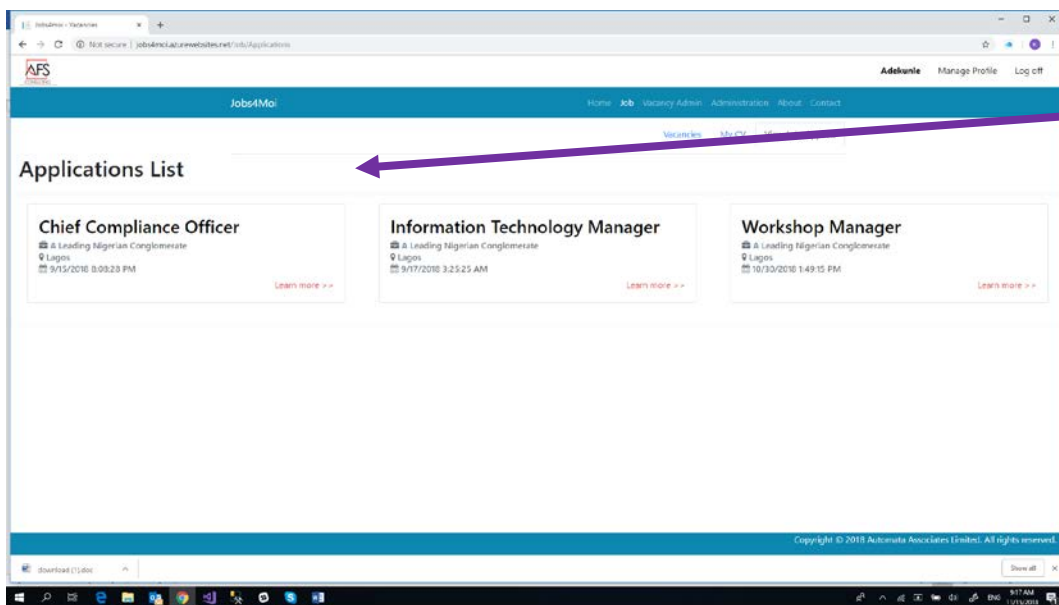 Jobs4moi - Vacancies
Not secure | jobs4moi.azurewebsites.net/Job/Applications
AFS
Adekunle Manage Profile Log off
Jobs4Moi
Home Job Vacancy Admin Administration About Contact
Vacancies My CV
Applications List
Chief Compliance Officer
A Leading Nigerian Conglomerate
Lagos
9/15/2018 8:08:28 PM
Learn more >>
Information Technology Manager
A Leading Nigerian Conglomerate
Lagos
9/17/2018 3:25:25 AM
Learn more >>
Workshop Manager
A Leading Nigerian Conglomerate
Lagos
10/30/2018 1:49:15 PM
Learn more >>
Copyright © 2018 Automata Associates Limited. All rights reserved.
download (1).doc
Show all
ENG
9:17 AM
11/15/2018